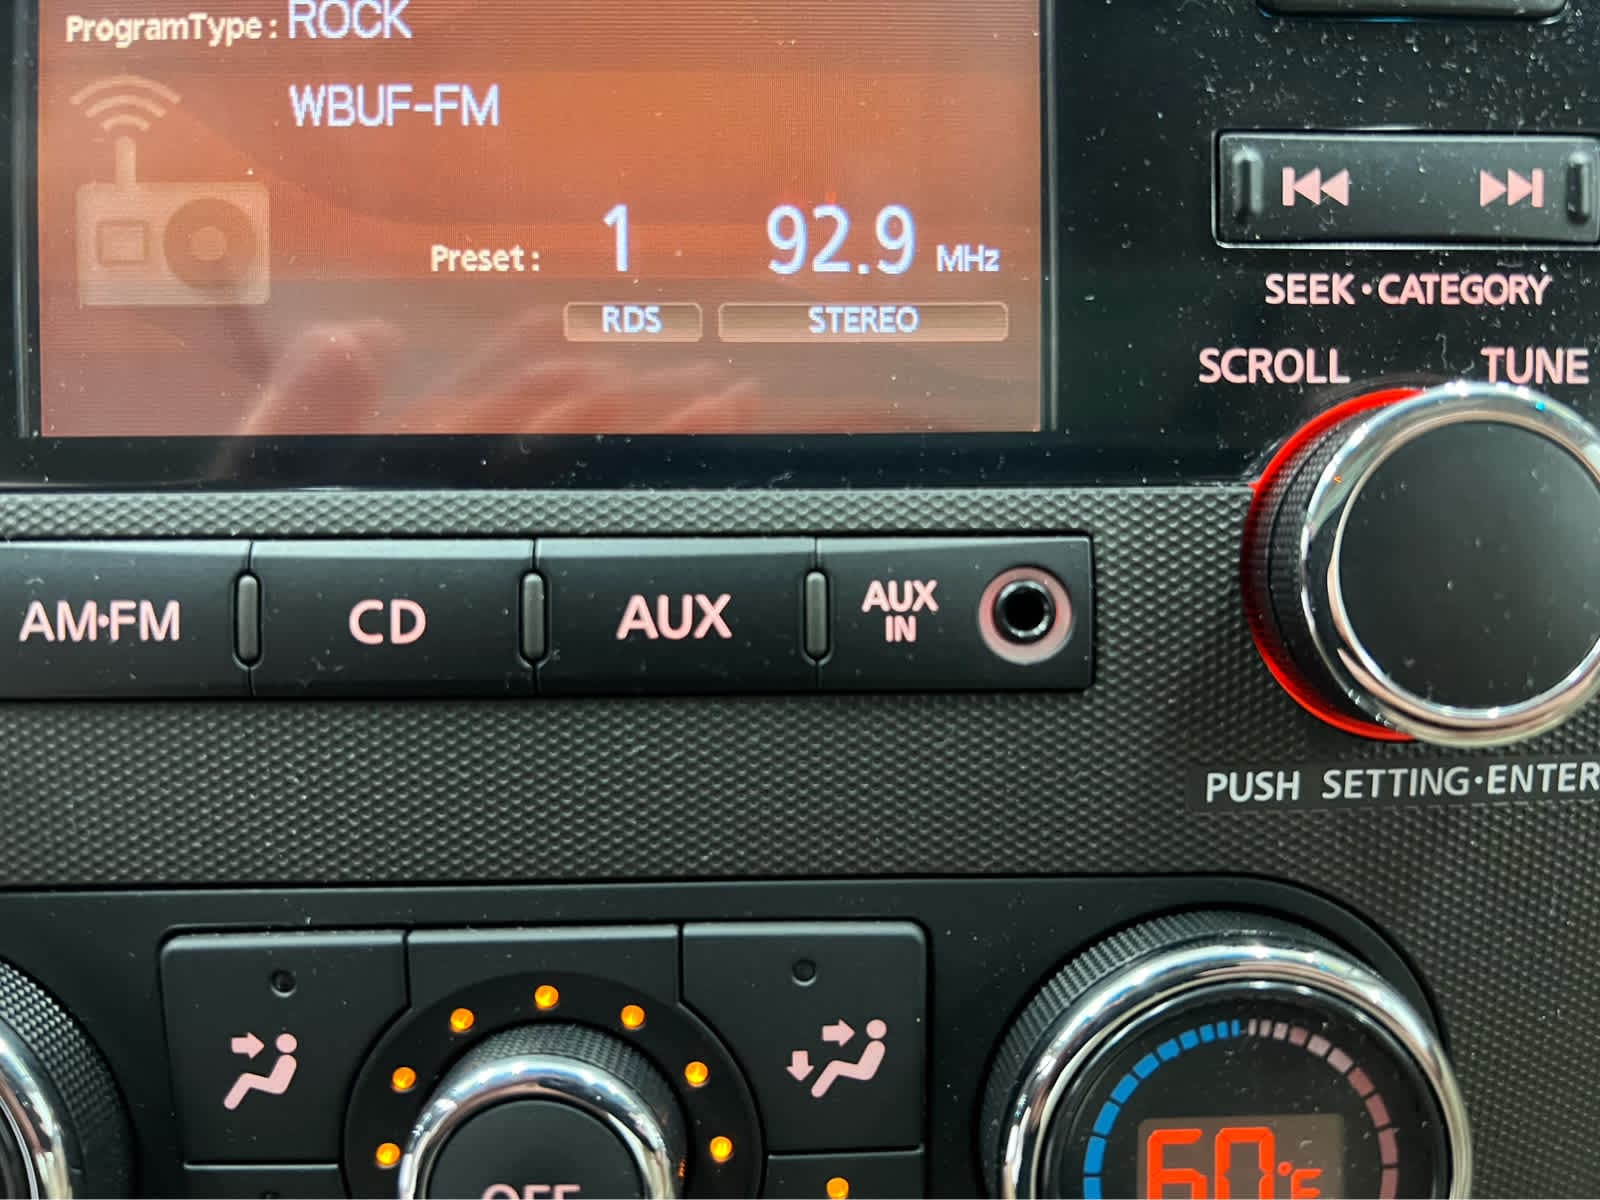 ProgramType: ROCK
WBUF-FM
Preset: 1 92.9 MHz
RDS STEREO
SEEK·CATEGORY
SCROLL TUNE
AM·FM CD AUX AUX IN
PUSH SETTING·ENTER
OFF 60°F